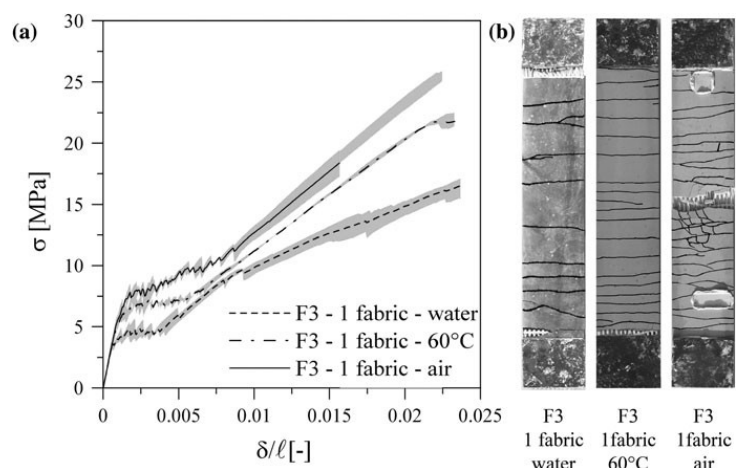 (a)
30
25
20
15
10
5
0
σ [MPa]
F3 - 1 fabric - water
F3 - 1 fabric - 60°C
F3 - 1 fabric - air
0 0.005 0.01 0.015 0.02 0.025
δ/ℓ[-]
(b)
F3
1 fabric
water
F3
1fabric
60°C
F3
1fabric
air